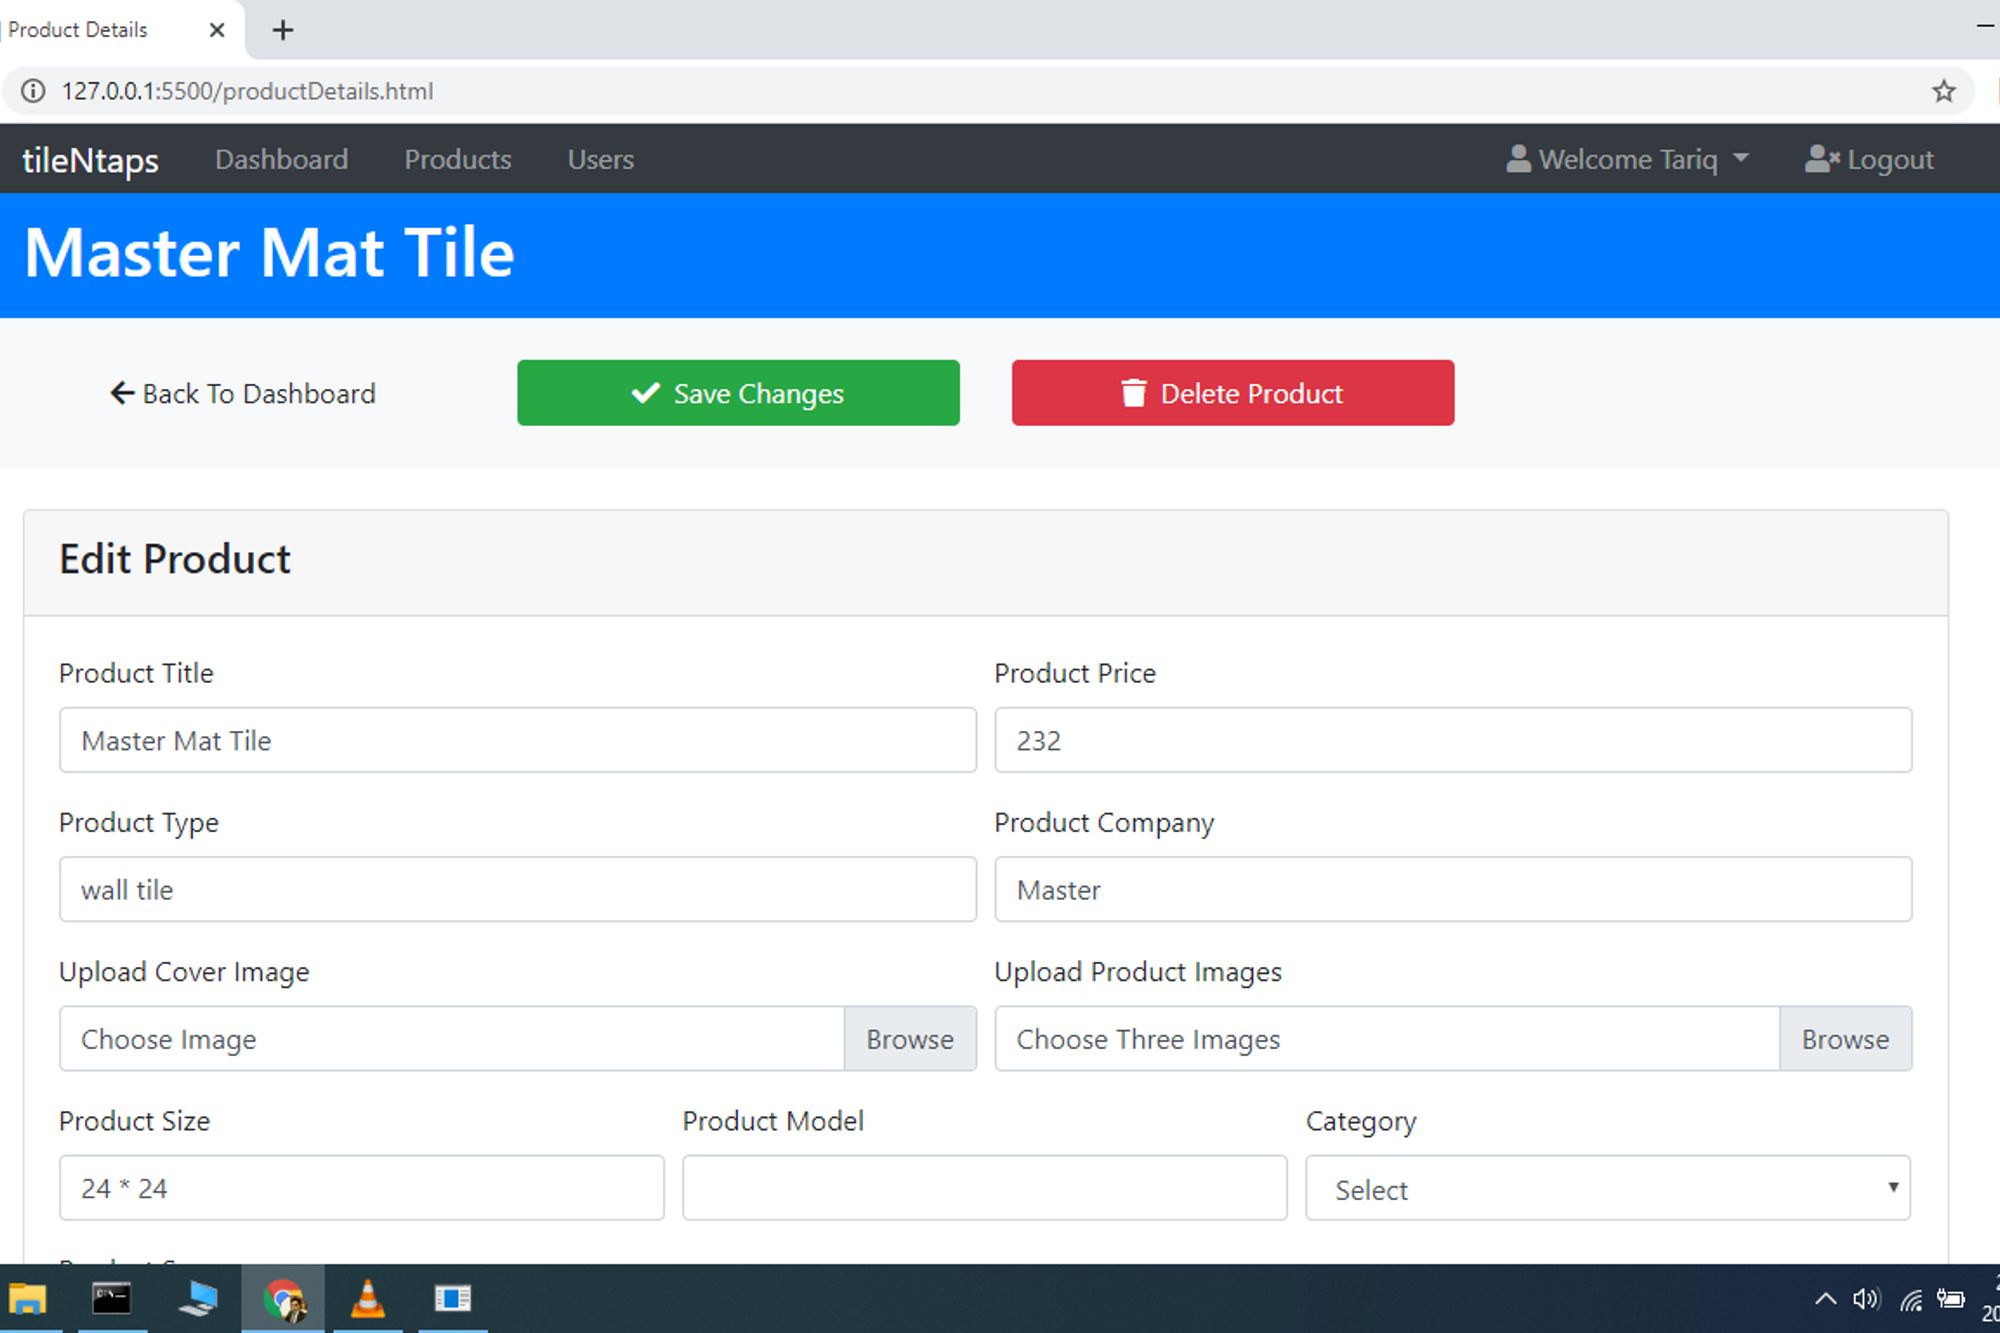 Product Details
127.0.0.1:5500/productDetails.html
tileNtaps Dashboard Products Users Welcome Tariq Logout
Master Mat Tile
Back To Dashboard Save Changes Delete Product
Edit Product
Product Title Product Price
Master Mat Tile 232
Product Type Product Company
wall tile Master
Upload Cover Image Upload Product Images
Choose Image Browse Choose Three Images Browse
Product Size Product Model Category
24 * 24 Select